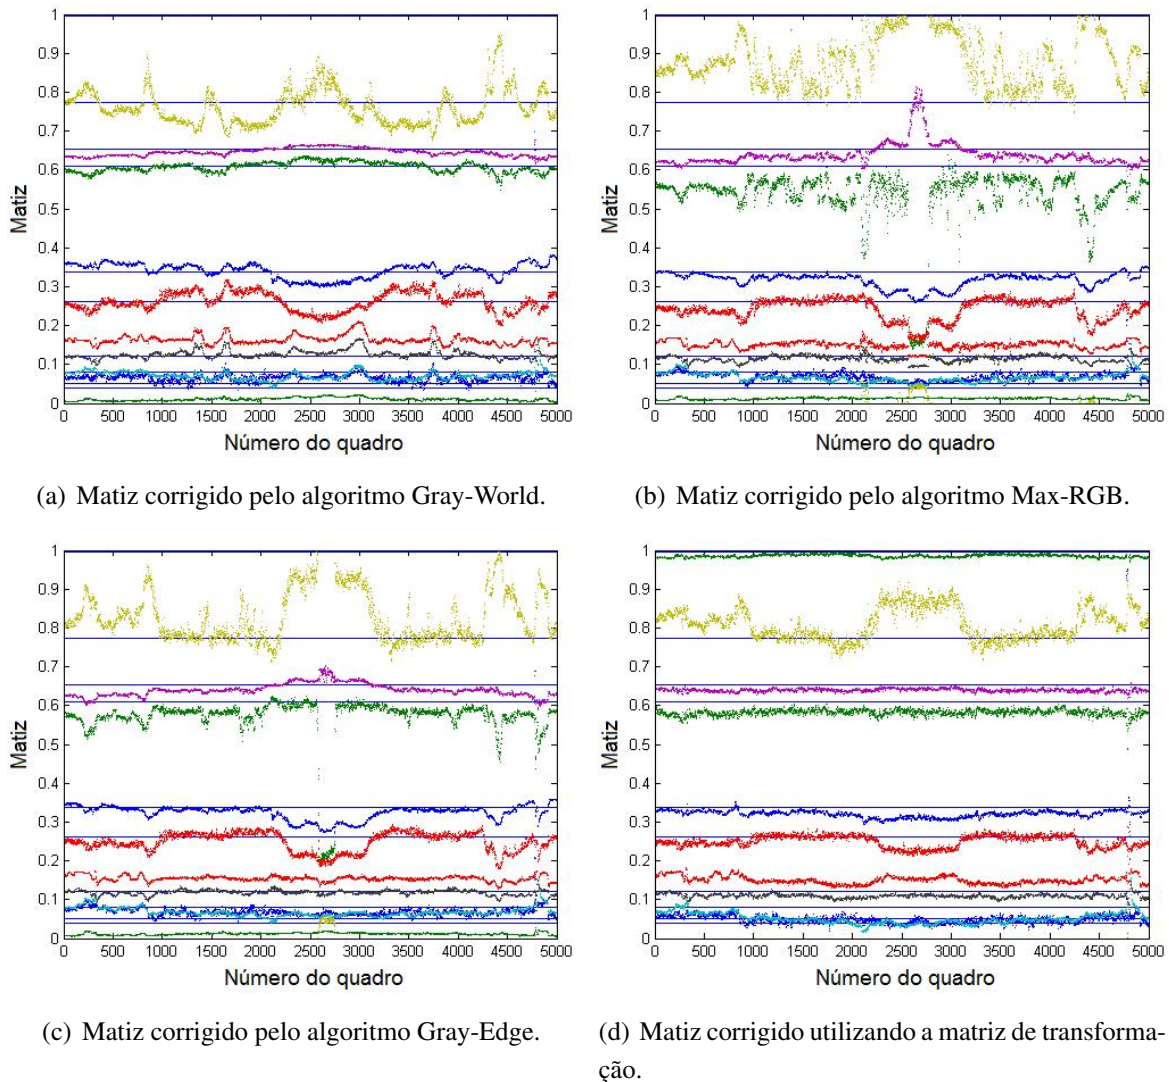 1
0.9
0.8
0.7
0.6
0.5
0.4
0.3
0.2
0.1
0
Matiz
0 500 1000 1500 2000 2500 3000 3500 4000 4500 5000
Número do quadro
(a) Matiz corrigido pelo algoritmo Gray-World.
1
0.9
0.8
0.7
0.6
0.5
0.4
0.3
0.2
0.1
0
Matiz
0 500 1000 1500 2000 2500 3000 3500 4000 4500 5000
Número do quadro
(b) Matiz corrigido pelo algoritmo Max-RGB.
1
0.9
0.8
0.7
0.6
0.5
0.4
0.3
0.2
0.1
0
Matiz
0 500 1000 1500 2000 2500 3000 3500 4000 4500 5000
Número do quadro
(c) Matiz corrigido pelo algoritmo Gray-Edge.
1
0.9
0.8
0.7
0.6
0.5
0.4
0.3
0.2
0.1
0
Matiz
0 500 1000 1500 2000 2500 3000 3500 4000 4500 5000
Número do quadro
(d) Matiz corrigido utilizando a matriz de transforma-
ção.